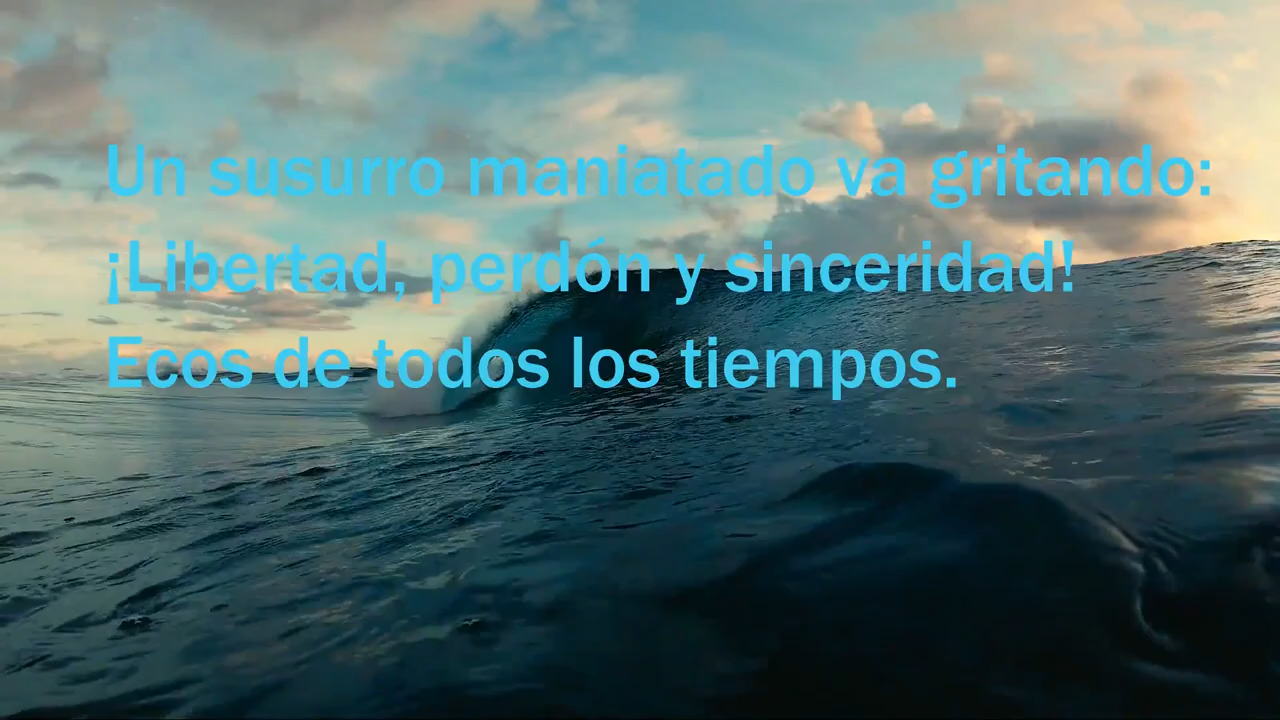 Un susurro maniatado va gritando:
¡Libertad, perdón y sinceridad!
Ecos de todos los tiempos.